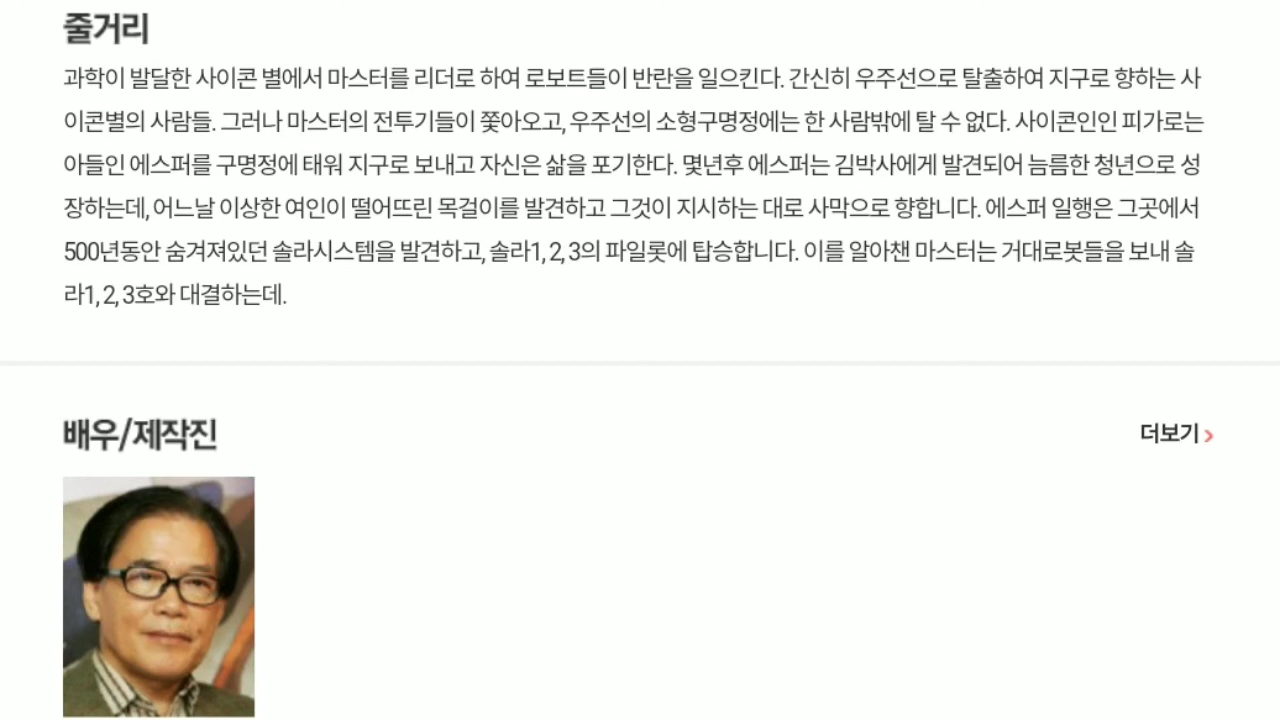 줄거리
과학이 발달한 사이콘 별에서 마스터를 리더로 하여 로보트들이 반란을 일으킨다. 간신히 우주선으로 탈출하여 지구로 향하는 사
이콘별의 사람들. 그러나 마스터의 전투기들이 쫓아오고, 우주선의 소형구명정에는 한 사람밖에 탈 수 없다. 사이콘인인 피가로는
아들인 에스퍼를 구명정에 태워 지구로 보내고 자신은 삶을 포기한다. 몇년후 에스퍼는 김박사에게 발견되어 늠름한 청년으로 성
장하는데, 어느날 이상한 여인이 떨어뜨린 목걸이를 발견하고 그것이 지시하는 대로 사막으로 향합니다. 에스퍼 일행은 그곳에서
500년동안 숨겨져있던 솔라시스템을 발견하고, 솔라1, 2, 3의 파일롯에 탑승합니다. 이를 알아챈 마스터는 거대로봇들을 보내 솔
라1, 2, 3호와 대결하는데.
배우/제작진
더보기 >